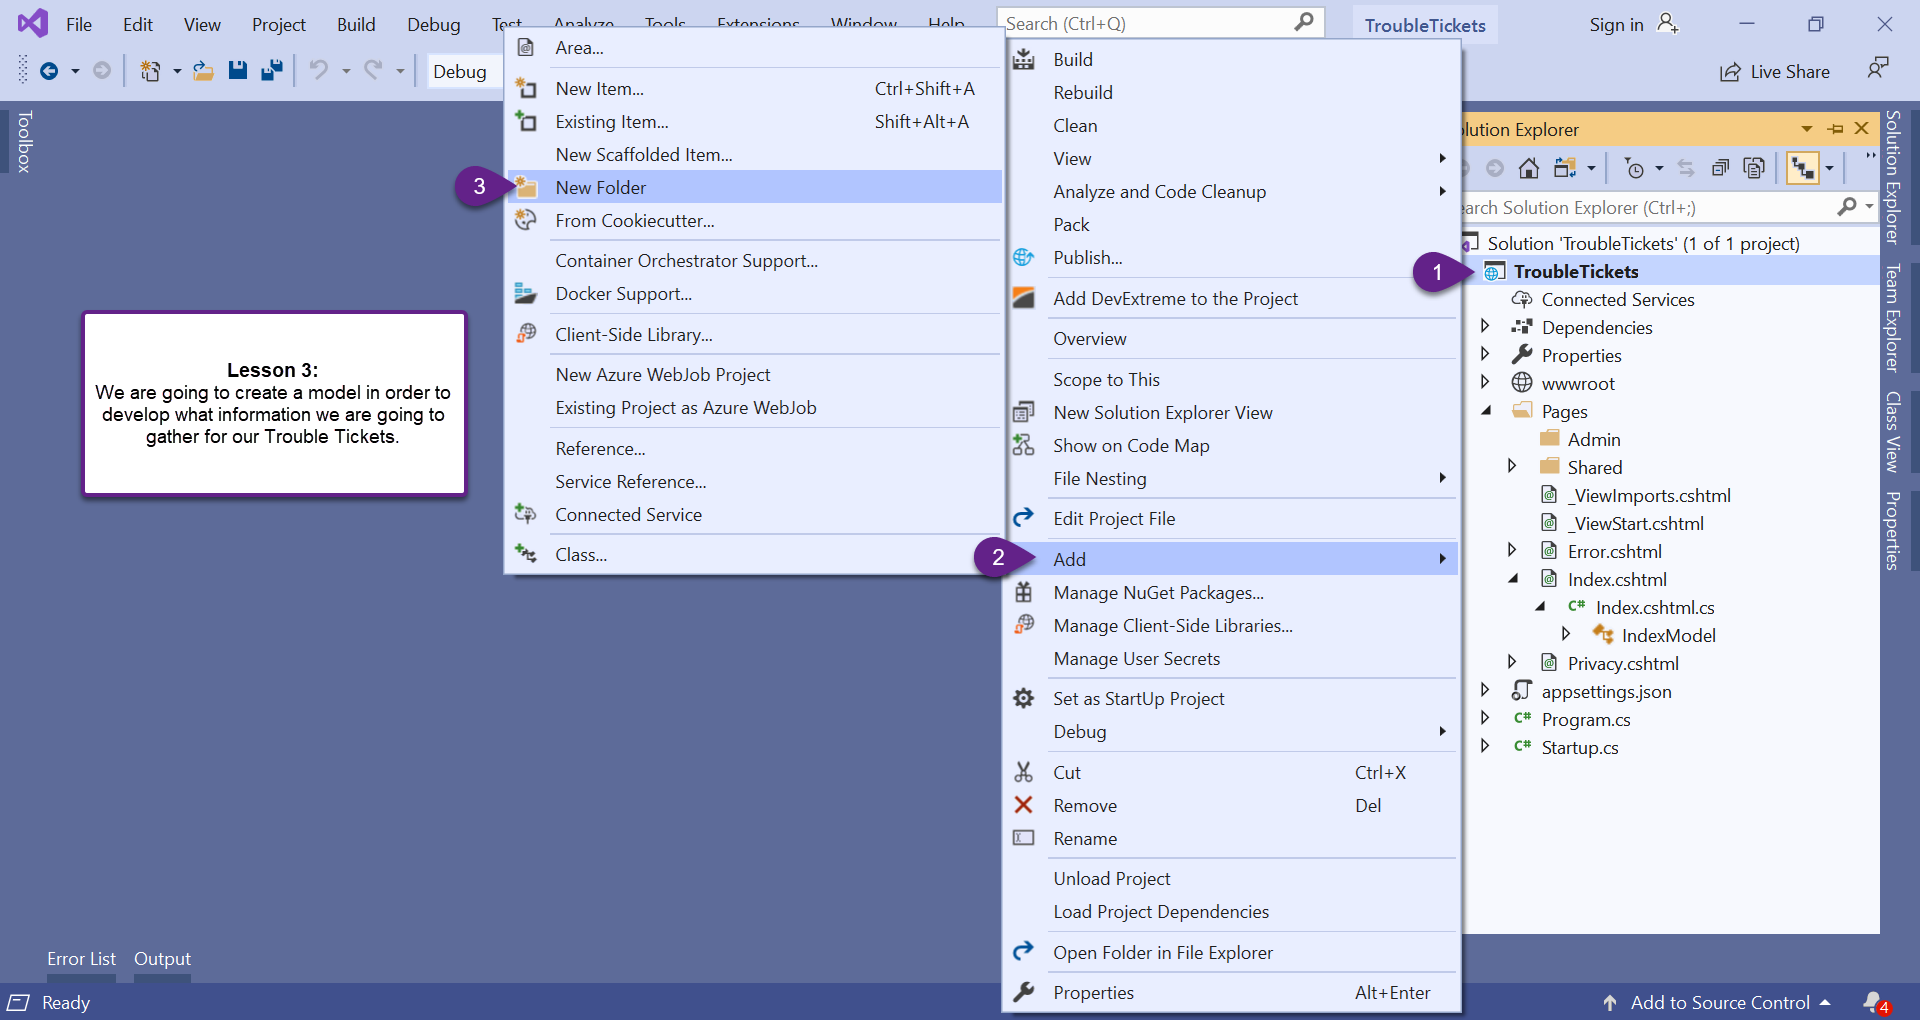 File Edit View Project Build Debug Test Analyze Tools Extensions Window Help
Search (Ctrl+Q)
TroubleTickets
Sign in
Debug
Live Share
Toolbox
Lesson 3:
We are going to create a model in order to
develop what information we are going to
gather for our Trouble Tickets.
Area...
New Item... Ctrl+Shift+A
Existing Item... Shift+Alt+A
New Scaffolded Item...
3
New Folder
From Cookiecutter...
Container Orchestrator Support...
Docker Support...
Client-Side Library...
New Azure WebJob Project
Existing Project as Azure WebJob
Reference...
Service Reference...
Connected Service
Class...
Build
Rebuild
Clean
View
Analyze and Code Cleanup
Pack
Publish...
Add DevExtreme to the Project
Overview
Scope to This
New Solution Explorer View
Show on Code Map
File Nesting
Edit Project File
2
Add
Manage NuGet Packages...
Manage Client-Side Libraries...
Manage User Secrets
Set as StartUp Project
Debug
Cut Ctrl+X
Remove Del
Rename
Unload Project
Load Project Dependencies
Open Folder in File Explorer
Properties Alt+Enter
lution Explorer
earch Solution Explorer (Ctrl+;)
Solution 'TroubleTickets' (1 of 1 project)
1
TroubleTickets
Connected Services
Dependencies
Properties
wwwroot
Pages
Admin
Shared
_ViewImports.cshtml
_ViewStart.cshtml
Error.cshtml
Index.cshtml
C# Index.cshtml.cs
IndexModel
Privacy.cshtml
appsettings.json
C# Program.cs
C# Startup.cs
Solution Explorer
Team Explorer
Class View
Properties
Error List Output
Ready
Add to Source Control
4